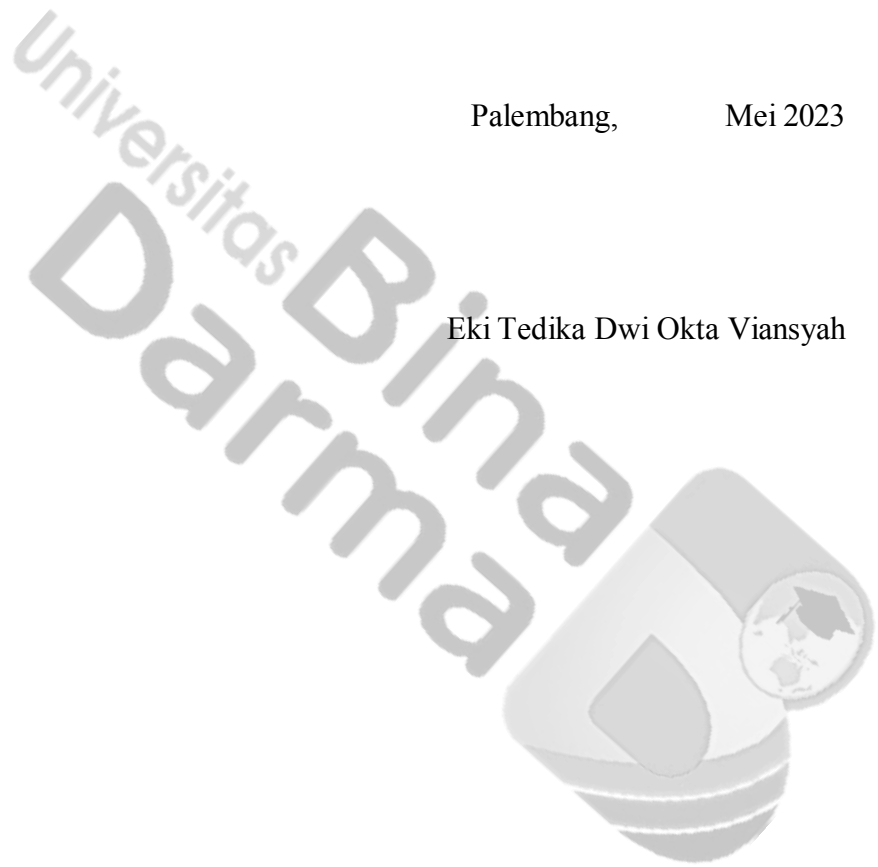 Palembang, Mei 2023
Eki Tedika Dwi Okta Viansyah
Universitas
Bina
Darma